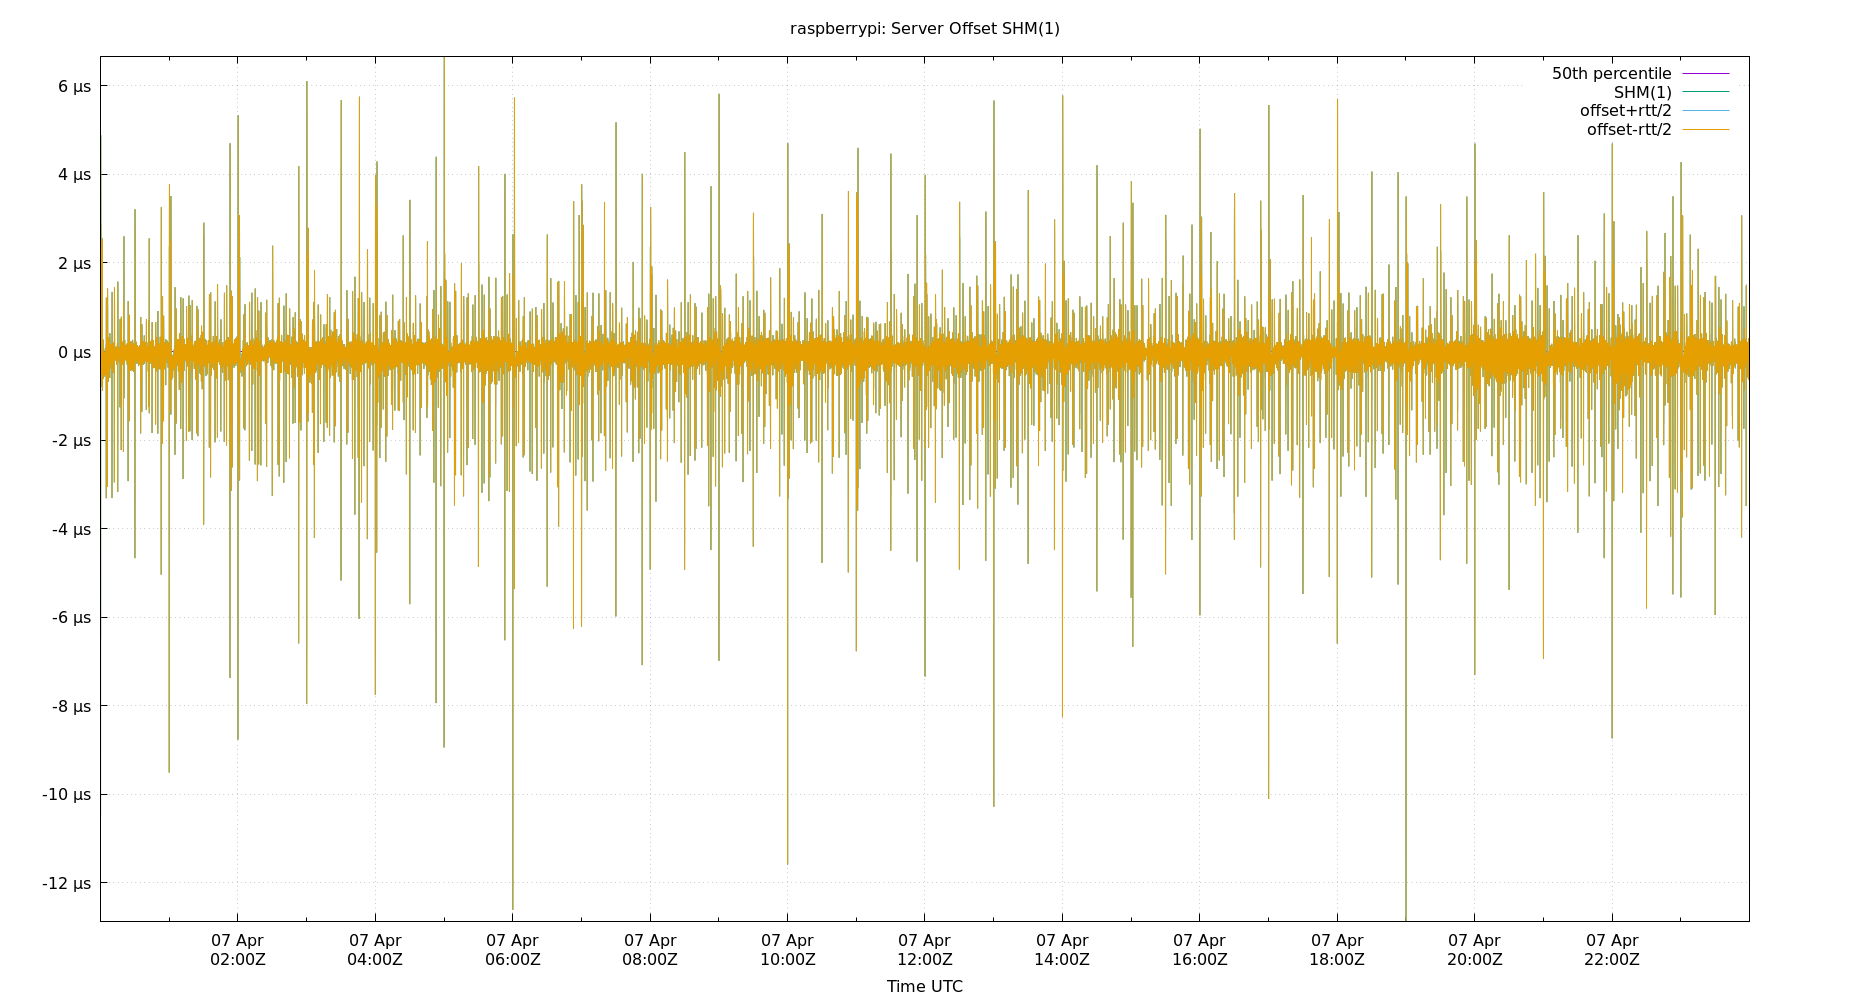 raspberrypi: Server Offset SHM(1)
50th percentile
SHM(1)
offset+rtt/2
offset-rtt/2
6 µs
4 µs
2 µs
0 µs
-2 µs
-4 µs
-6 µs
-8 µs
-10 µs
-12 µs
07 Apr 07 Apr 07 Apr 07 Apr 07 Apr 07 Apr 07 Apr 07 Apr 07 Apr 07 Apr 07 Apr
02:00Z 04:00Z 06:00Z 08:00Z 10:00Z 12:00Z 14:00Z 16:00Z 18:00Z 20:00Z 22:00Z
Time UTC